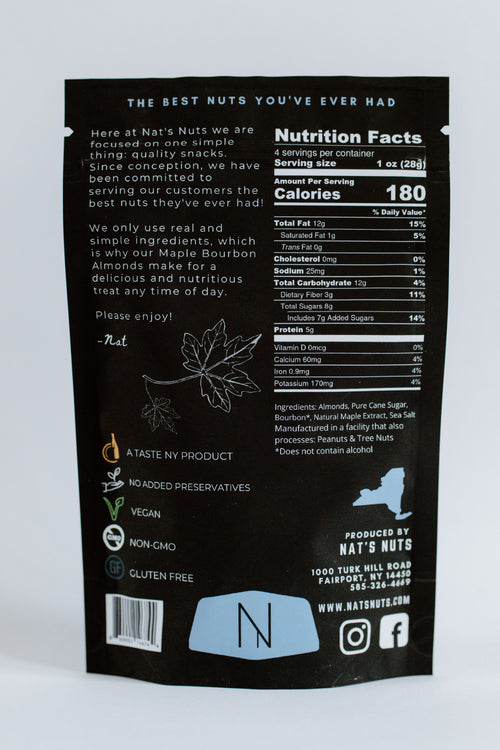 THE BEST NUTS YOU'VE EVER HAD
Here at Nat's Nuts we are
focused on one simple
thing: quality snacks.
Since conception, we have
been committed to
serving our customers the
best nuts they've ever had!
We only use real and
simple ingredients, which
is why our Maple Bourbon
Almonds make for a
delicious and nutritious
treat any time of day.
Please enjoy!
-Nat
A TASTE NY PRODUCT
NO ADDED PRESERVATIVES
VEGAN
GMO
NON-GMO
GF
GLUTEN FREE
Nutrition Facts
4 servings per container
Serving size 1 oz (28g)
Amount Per Serving
Calories 180
% Daily Value*
Total Fat 12g 15%
Saturated Fat 1g 5%
Trans Fat 0g
Cholesterol 0mg 0%
Sodium 25mg 1%
Total Carbohydrate 12g 4%
Dietary Fiber 3g 11%
Total Sugars 8g
Includes 7g Added Sugars 14%
Protein 5g
Vitamin D 0mcg 0%
Calcium 60mg 4%
Iron 0.9mg 4%
Potassium 170mg 4%
Ingredients: Almonds, Pure Cane Sugar,
Bourbon*, Natural Maple Extract, Sea Salt
Manufactured in a facility that also
processes: Peanuts & Tree Nuts
*Does not contain alcohol
PRODUCED BY
NAT'S NUTS
1000 TURK HILL ROAD
FAIRPORT, NY 14450
585-326-4669
WWW.NATSNUTS.COM
N